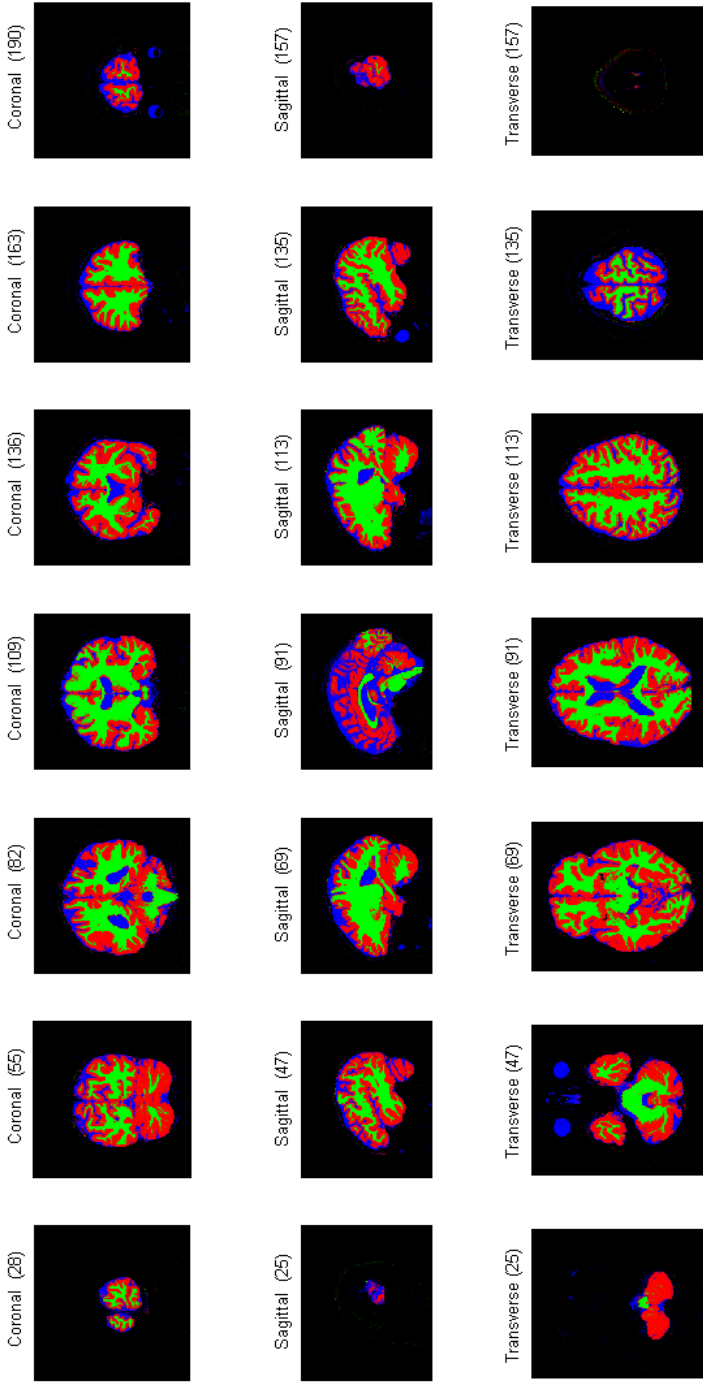 Coronal (28)
Coronal (55)
Coronal (82)
Coronal (109)
Coronal (136)
Coronal (163)
Coronal (190)
Sagittal (25)
Sagittal (47)
Sagittal (69)
Sagittal (91)
Sagittal (113)
Sagittal (135)
Sagittal (157)
Transverse (25)
Transverse (47)
Transverse (69)
Transverse (91)
Transverse (113)
Transverse (135)
Transverse (157)